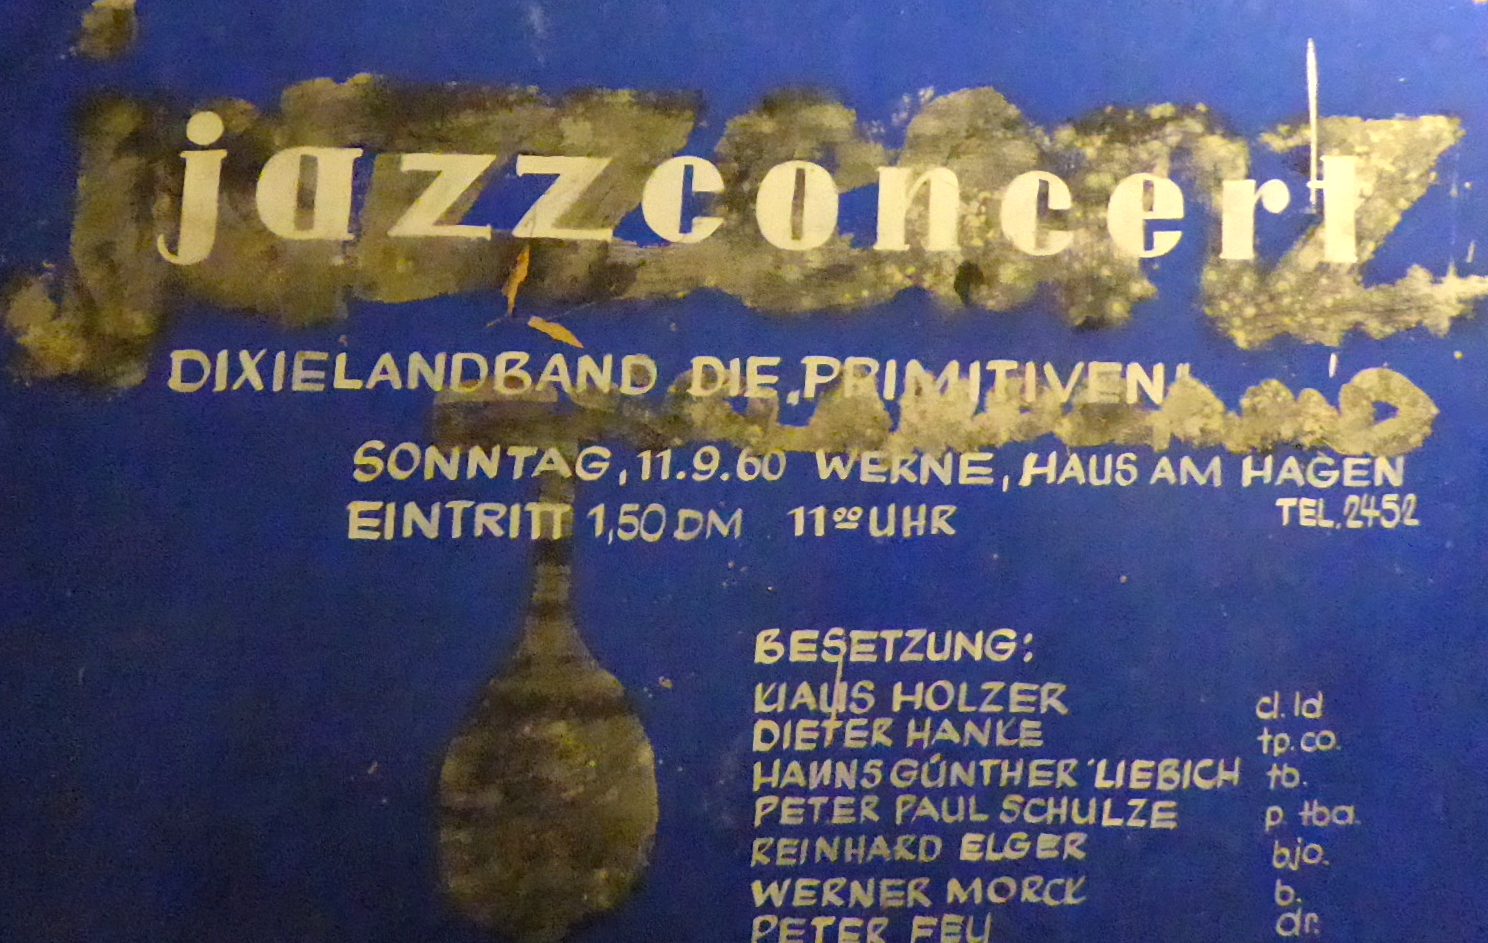 jazzconcert
DIXIELANDBAND DIE „PRIMITIVEN"
SONNTAG, 11.9.60 WERNE, HAUS AM HAGEN
EINTRITT 1,50 DM 11⁰⁰ UHR TEL. 2452
BESETZUNG:
KLAUS HOLZER cl. ld
DIETER HANKE tp. co.
HANNS GÜNTHER LIEBICH tb.
PETER PAUL SCHULZE p. tba.
REINHARD ELGER bjo.
WERNER MORCK b.
PETER FEY dr.